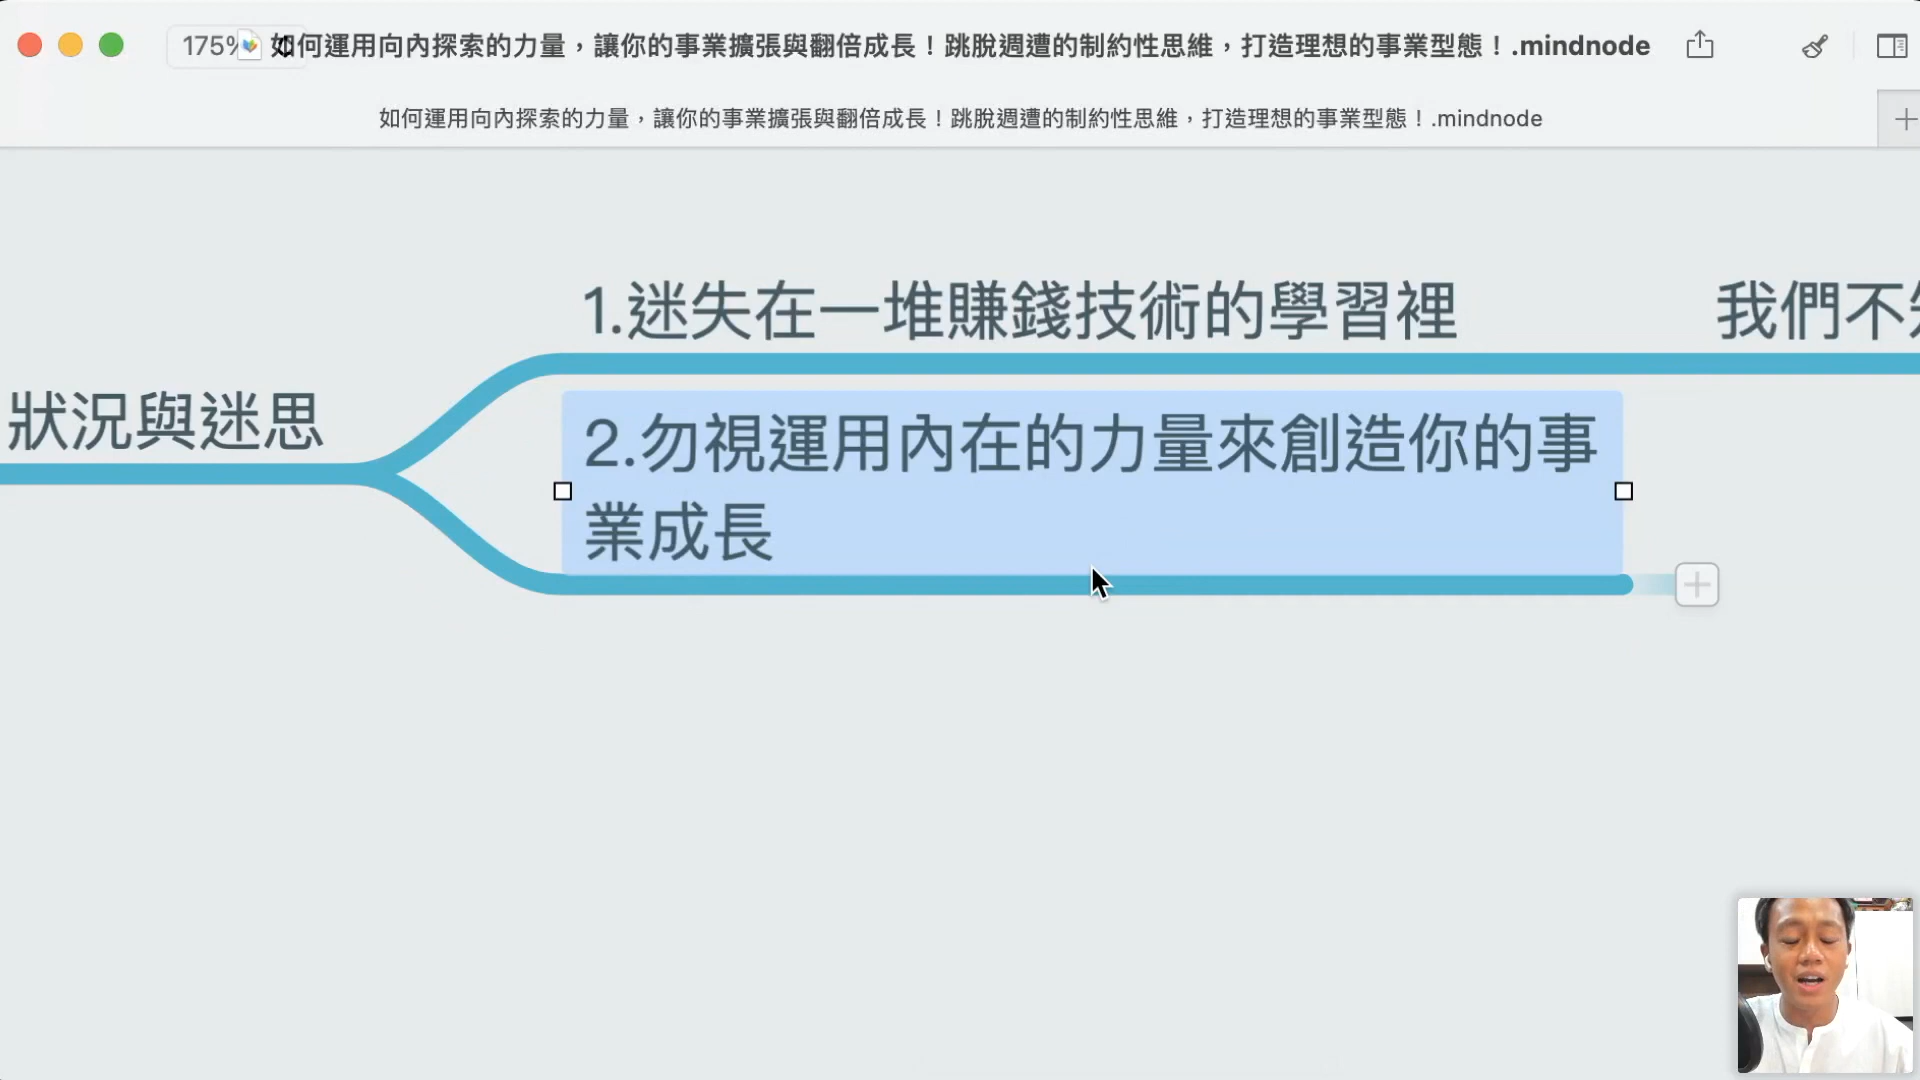 175%
如何運用向內探索的力量，讓你的事業擴張與翻倍成長！跳脫週遭的制約性思維，打造理想的事業型態！.mindnode
如何運用向內探索的力量，讓你的事業擴張與翻倍成長！跳脫週遭的制約性思維，打造理想的事業型態！.mindnode
狀況與迷思
1.迷失在一堆賺錢技術的學習裡
我們不
2.勿視運用內在的力量來創造你的事
業成長